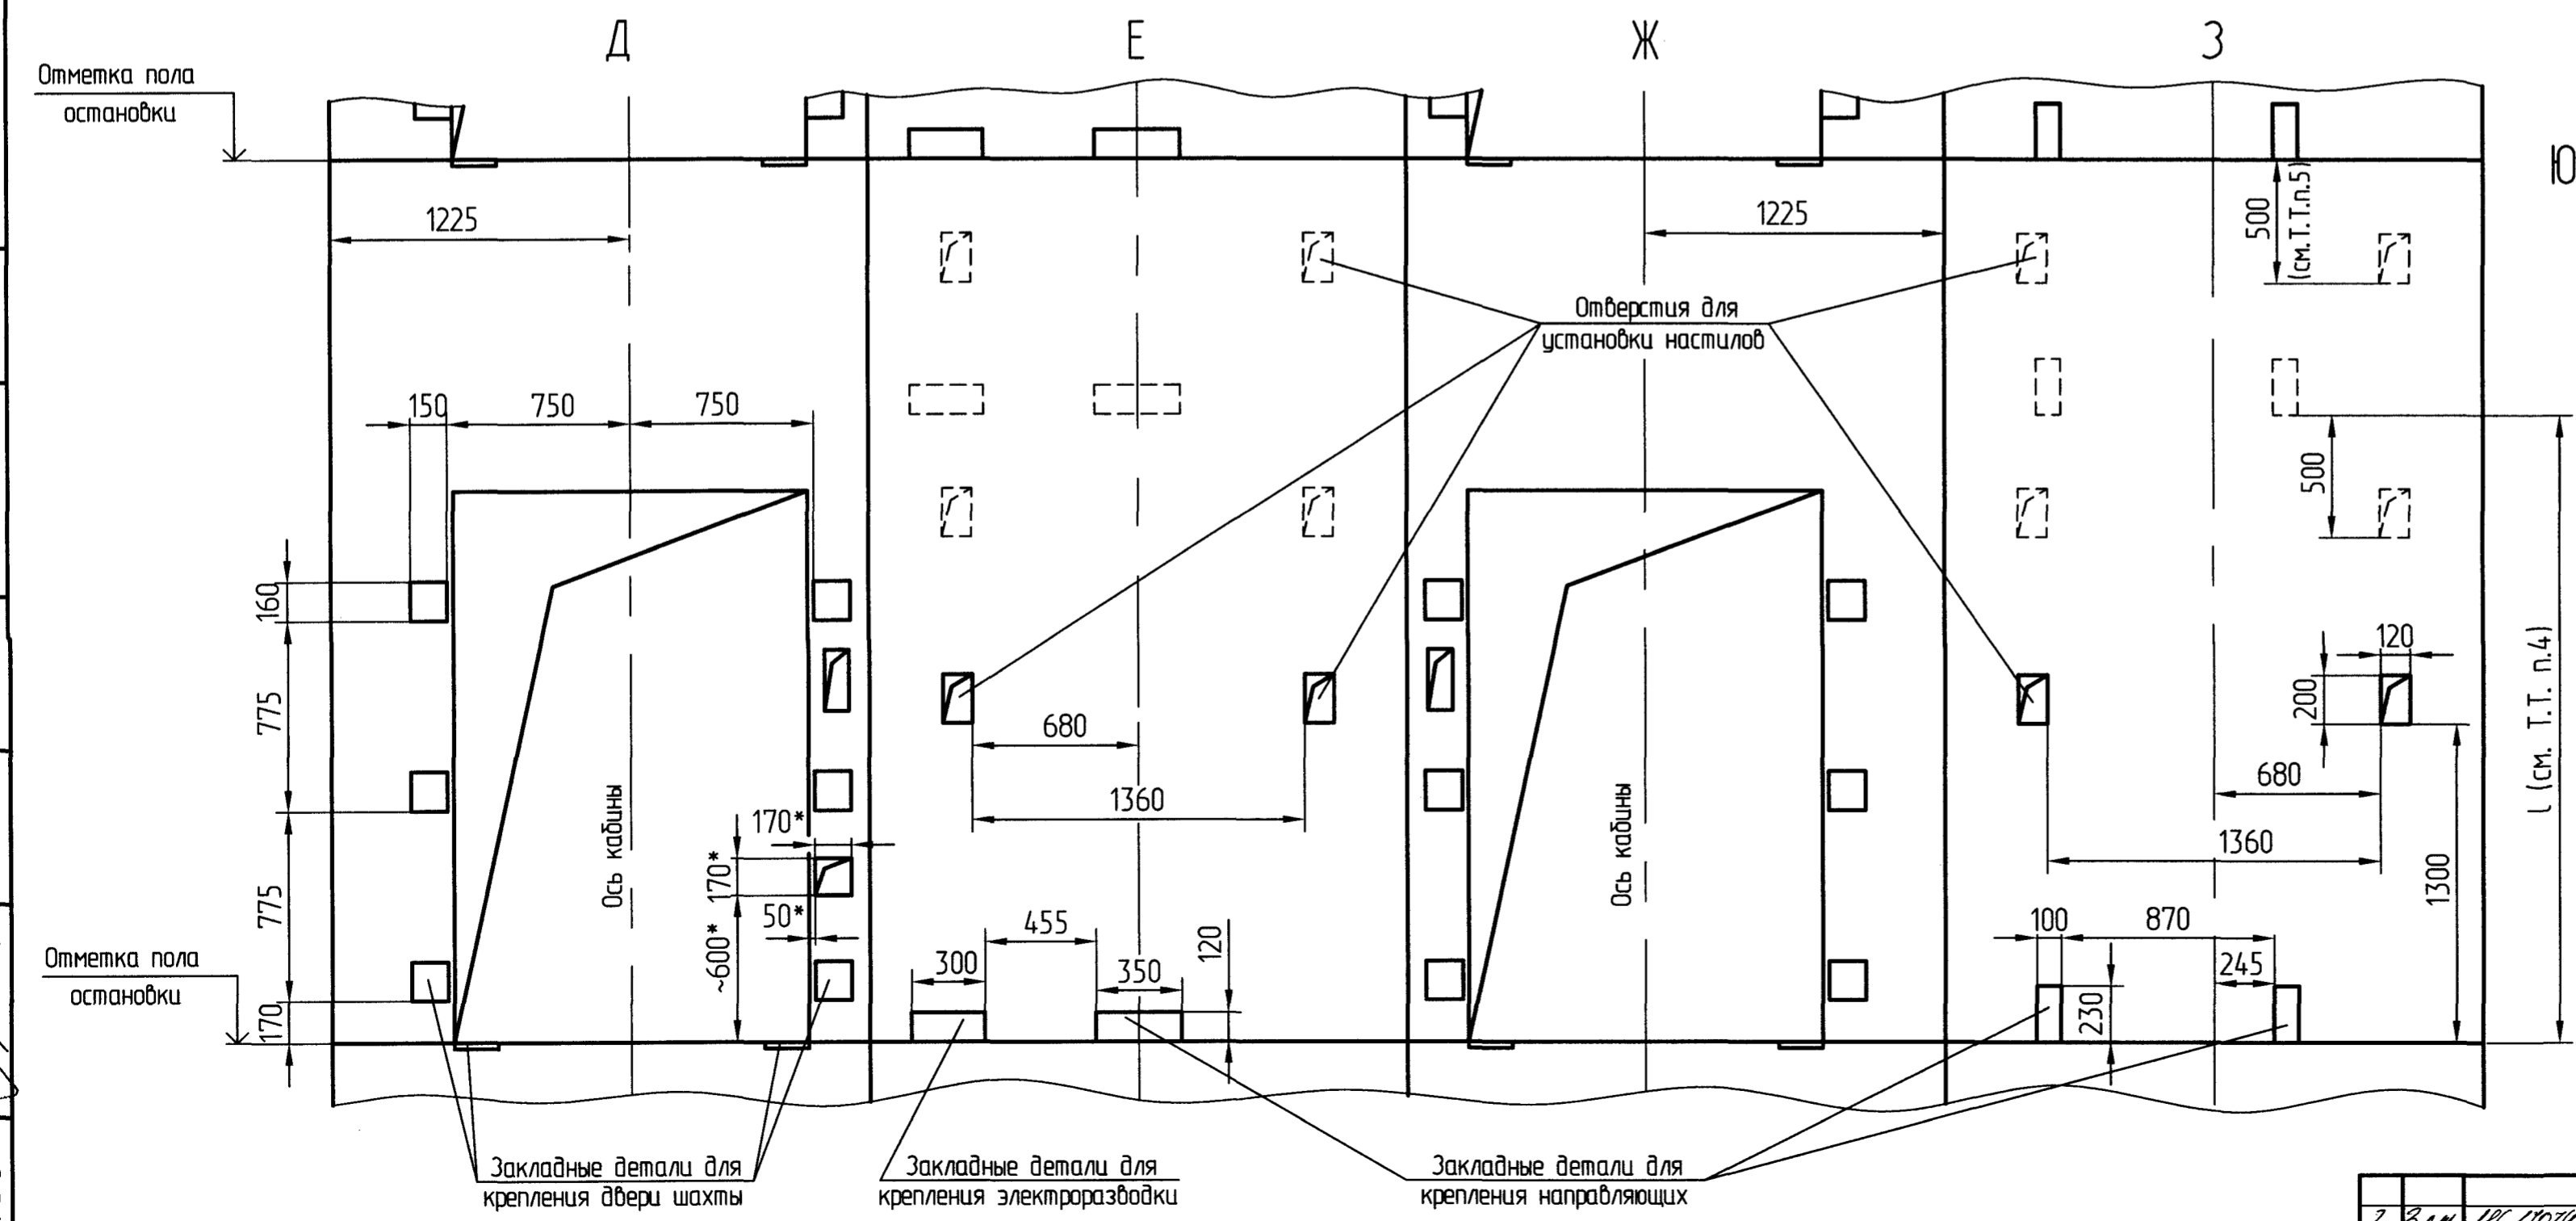 Д
Е
Ж
З
Ю
Отметка пола
остановки
1225
1225
500
(см.Т.Т.п.5)
Отверстия для
установки настилов
150
750
750
500
160
775
775
170
680
1360
120
200
680
1360
1300
l (см. Т.Т. п.4)
Ось кабины
Ось кабины
170*
170*
50*
~600*
455
300
350
120
100
870
245
230
Отметка пола
остановки
Закладные детали для
крепления двери шахты
Закладные детали для
крепления электроразводки
Закладные детали для
крепления направляющих